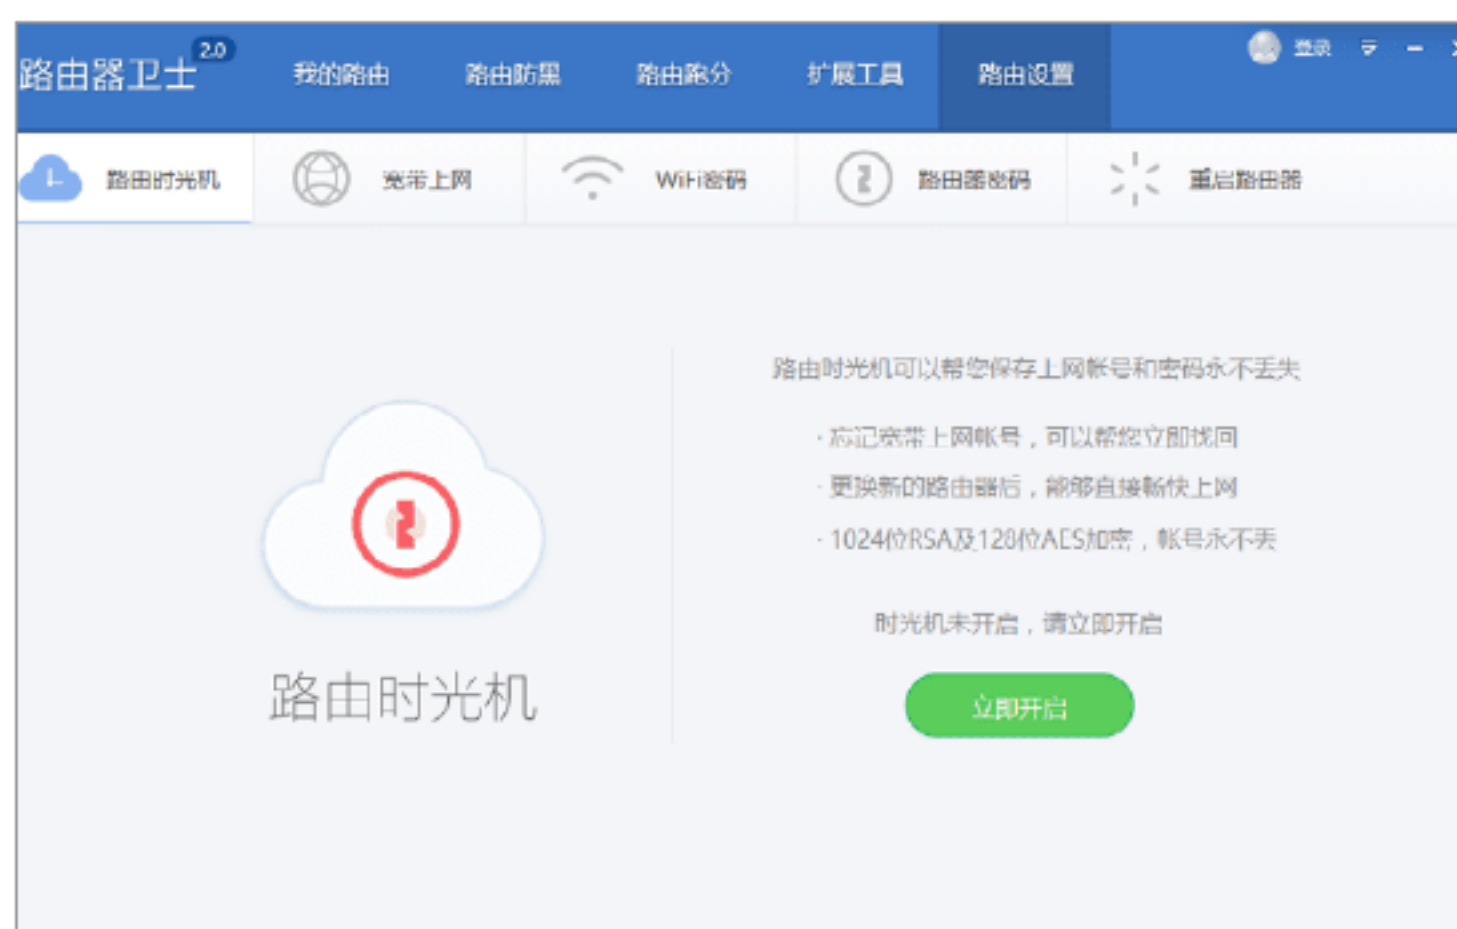 路由器卫士 2.0
我的路由 路由防黑 路由跑分 扩展工具 路由设置 登录
路由时光机 宽带上网 WiFi密码 路由器密码 重启路由器
路由时光机可以帮您保存上网帐号和密码永不丢失
· 忘记宽带上网帐号，可以帮您立即找回
· 更换新的路由器后，能够直接畅快上网
· 1024位RSA及128位AES加密，帐号永不丢
时光机未开启，请立即开启
路由时光机
立即开启